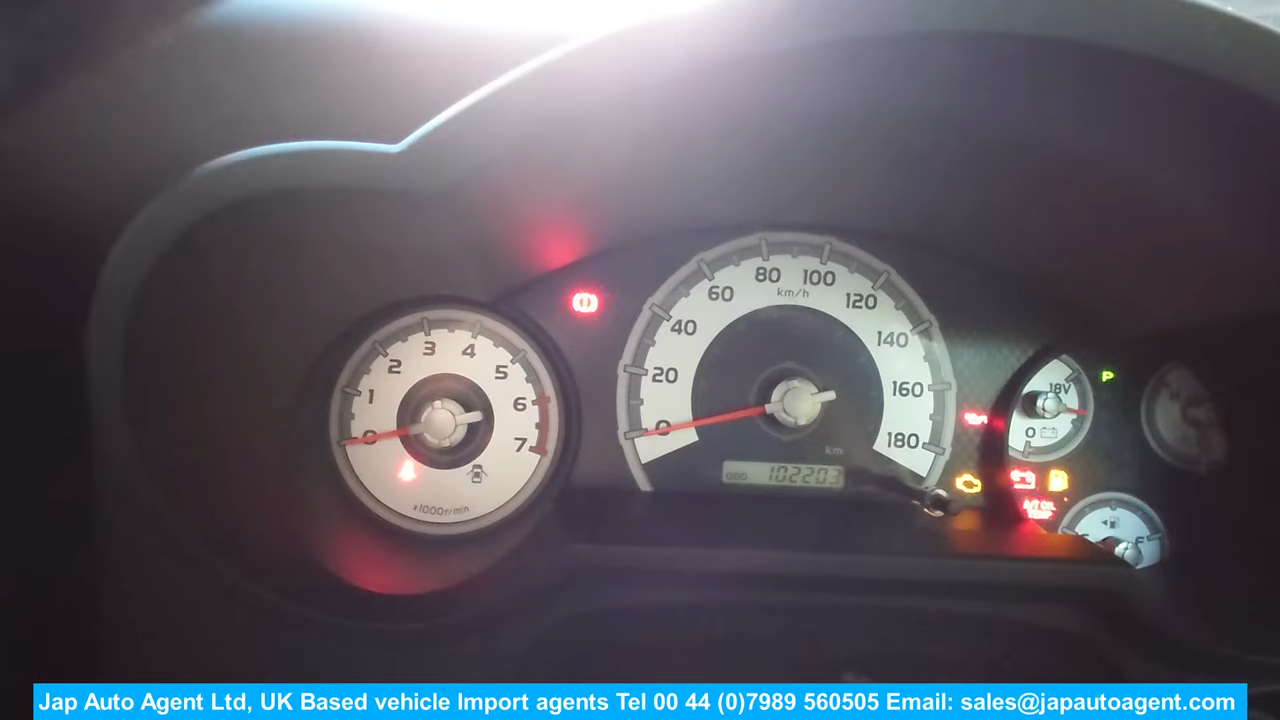 80 100
km/h
60 120
40 140
20 160
0 180
km
ODO 102203
3 4
2 5
1 6
0 7
x1000r/min
18V
0
P
A/T OIL
TEMP
F
Jap Auto Agent Ltd, UK Based vehicle Import agents Tel 00 44 (0)7989 560505 Email: sales@japautoagent.com